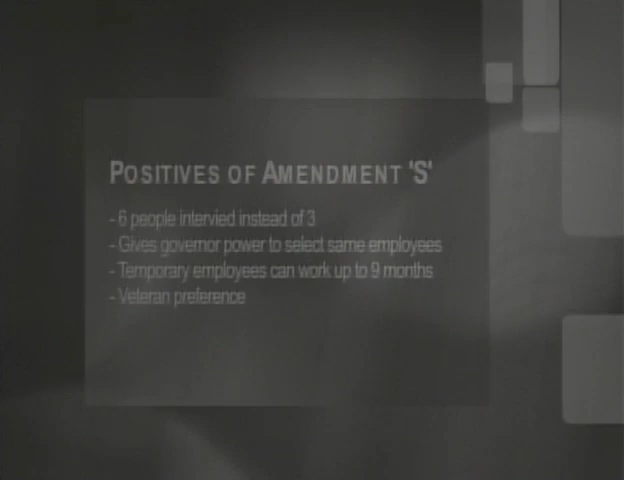 POSITIVES OF AMENDMENT 'S'
- 6 people intervied instead of 3
- Gives governor power to select same employees
- Temporary employees can work up to 9 months
- Veteran preference